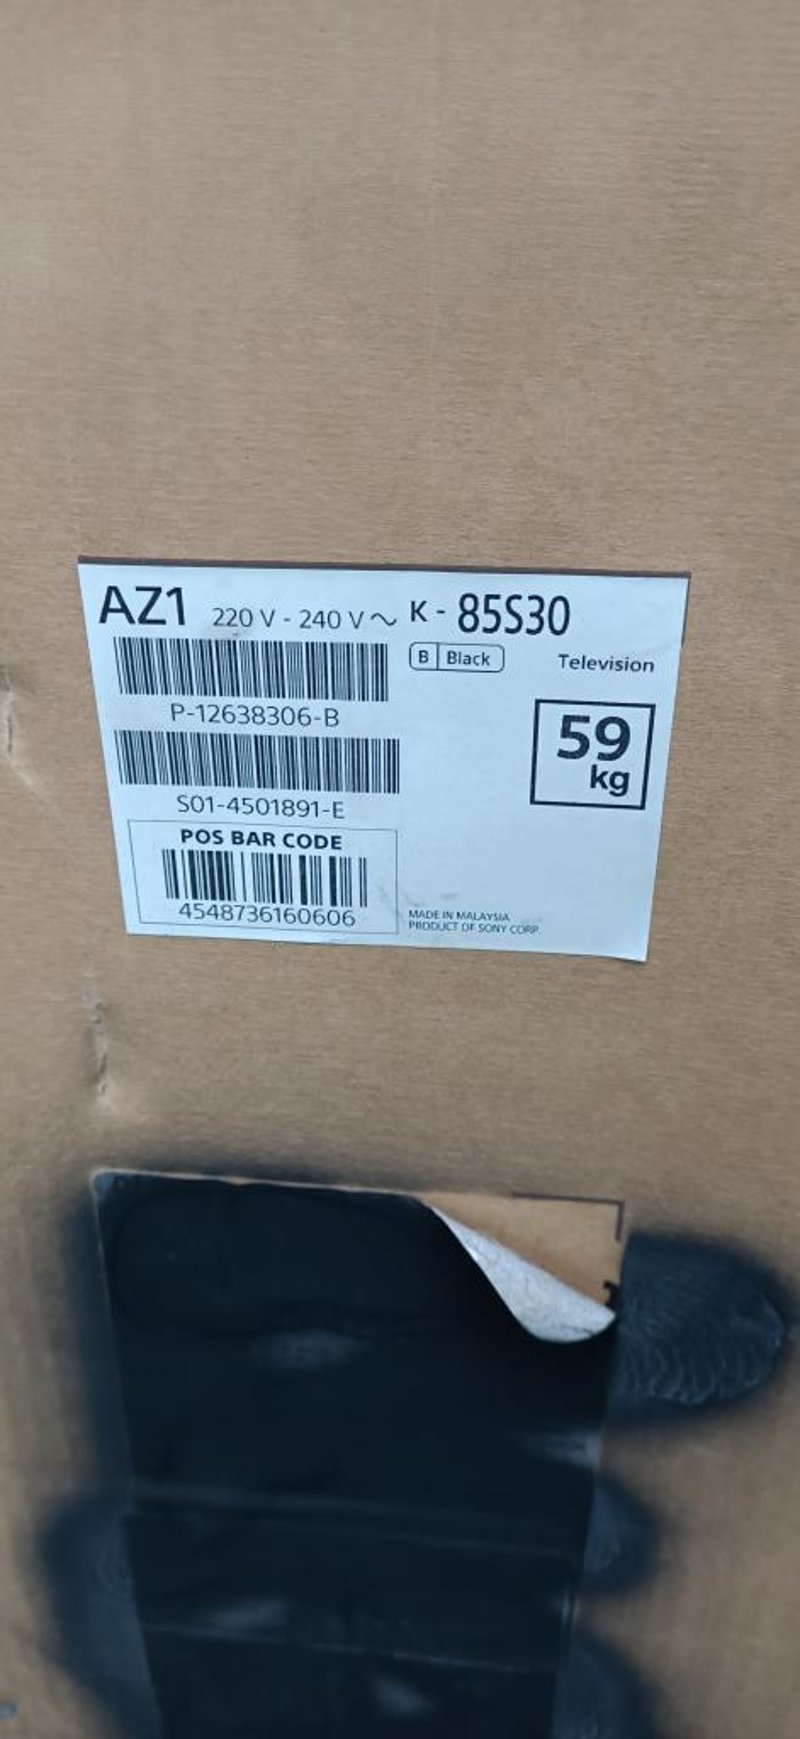 AZ1 220 V - 240 V ~ K - 85S30
B Black
Television
P-12638306-B
59
kg
S01-4501891-E
POS BAR CODE
4548736160606
MADE IN MALAYSIA
PRODUCT OF SONY CORP